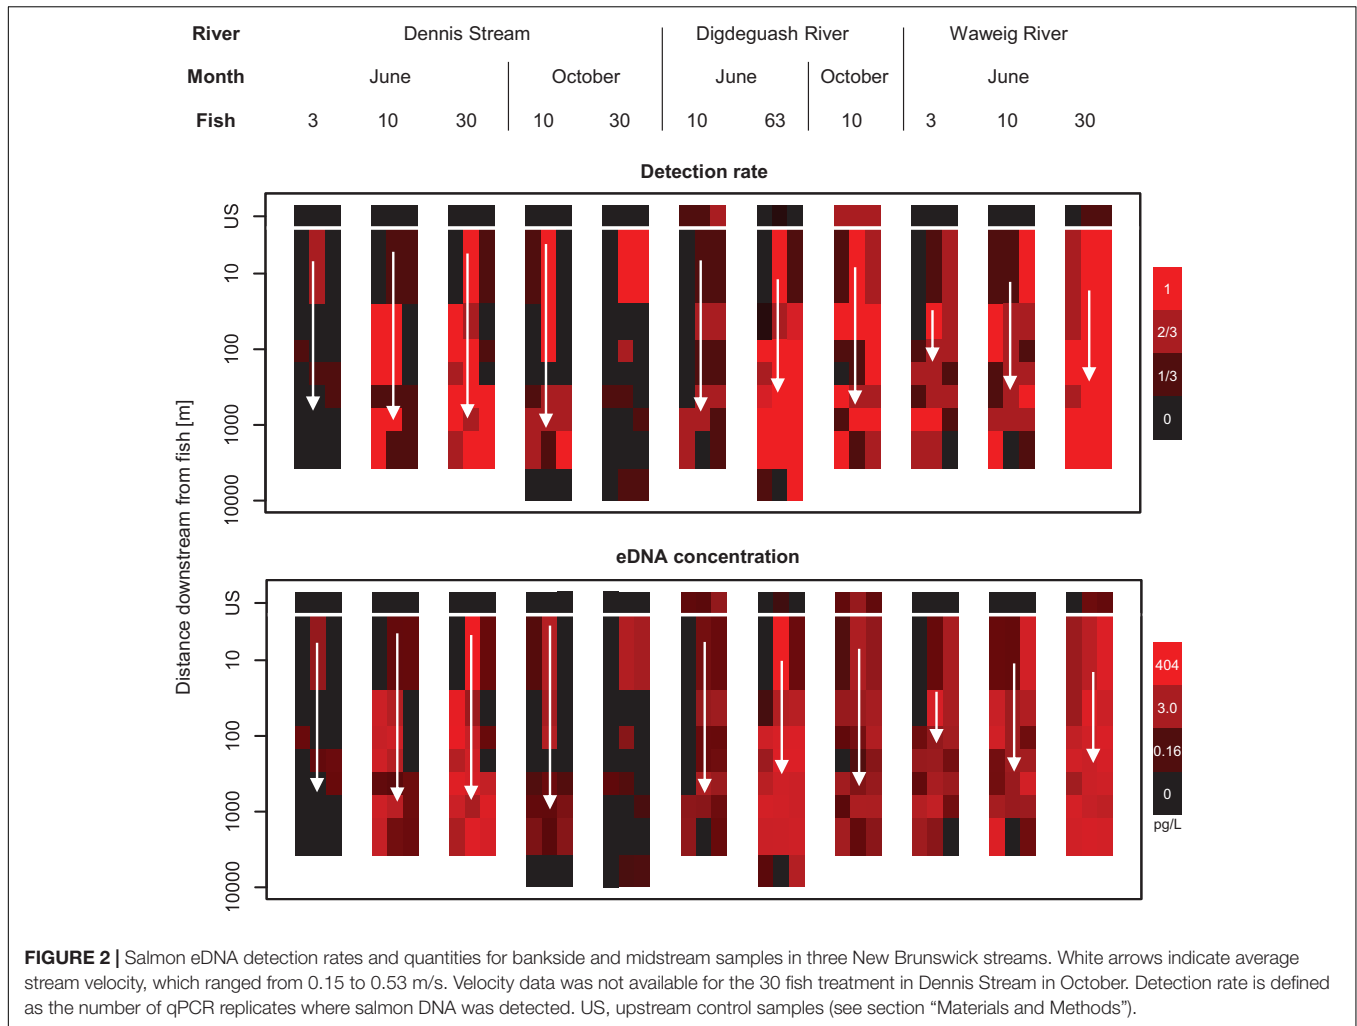 River Dennis Stream Digdeguash River Waweig River
Month June October June October June
Fish 3 10 30 10 30 10 63 10 3 10 30
Detection rate
US
10
100
1000
10000
1
2/3
1/3
0
Distance downstream from fish [m]
eDNA concentration
US
10
100
1000
10000
404
3.0
0.16
0
pg/L
FIGURE 2 | Salmon eDNA detection rates and quantities for bankside and midstream samples in three New Brunswick streams. White arrows indicate average
stream velocity, which ranged from 0.15 to 0.53 m/s. Velocity data was not available for the 30 fish treatment in Dennis Stream in October. Detection rate is defined
as the number of qPCR replicates where salmon DNA was detected. US, upstream control samples (see section “Materials and Methods”).